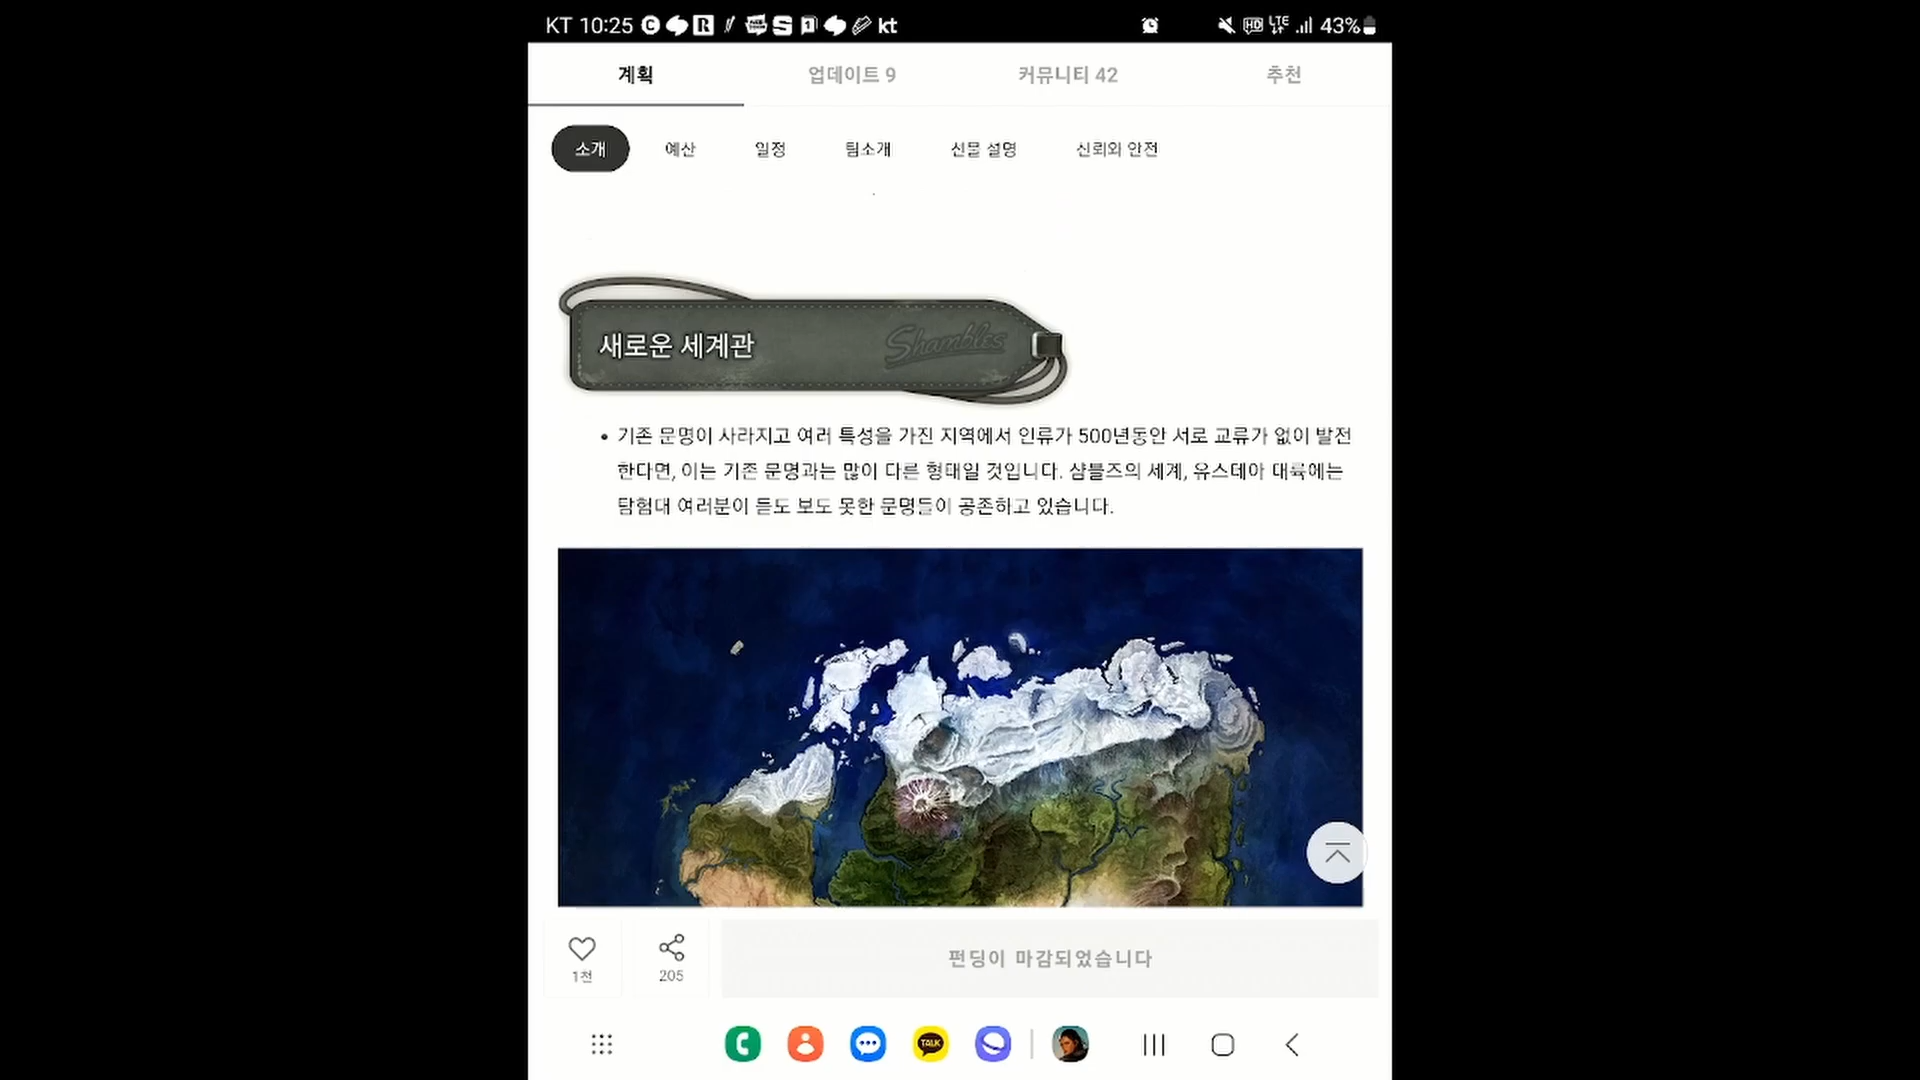 KT 10:25 kt HD LTE 43%
계획 업데이트 9 커뮤니티 42 추천
소개 예산 일정 팀소개 선물 설명 신뢰와 안전
새로운 세계관 Shambles
• 기존 문명이 사라지고 여러 특성을 가진 지역에서 인류가 500년동안 서로 교류가 없이 발전
한다면, 이는 기존 문명과는 많이 다른 형태일 것입니다. 샴블즈의 세계, 유스테아 대륙에는
탐험대 여러분이 듣도 보도 못한 문명들이 공존하고 있습니다.
1천 205 펀딩이 마감되었습니다
TALK